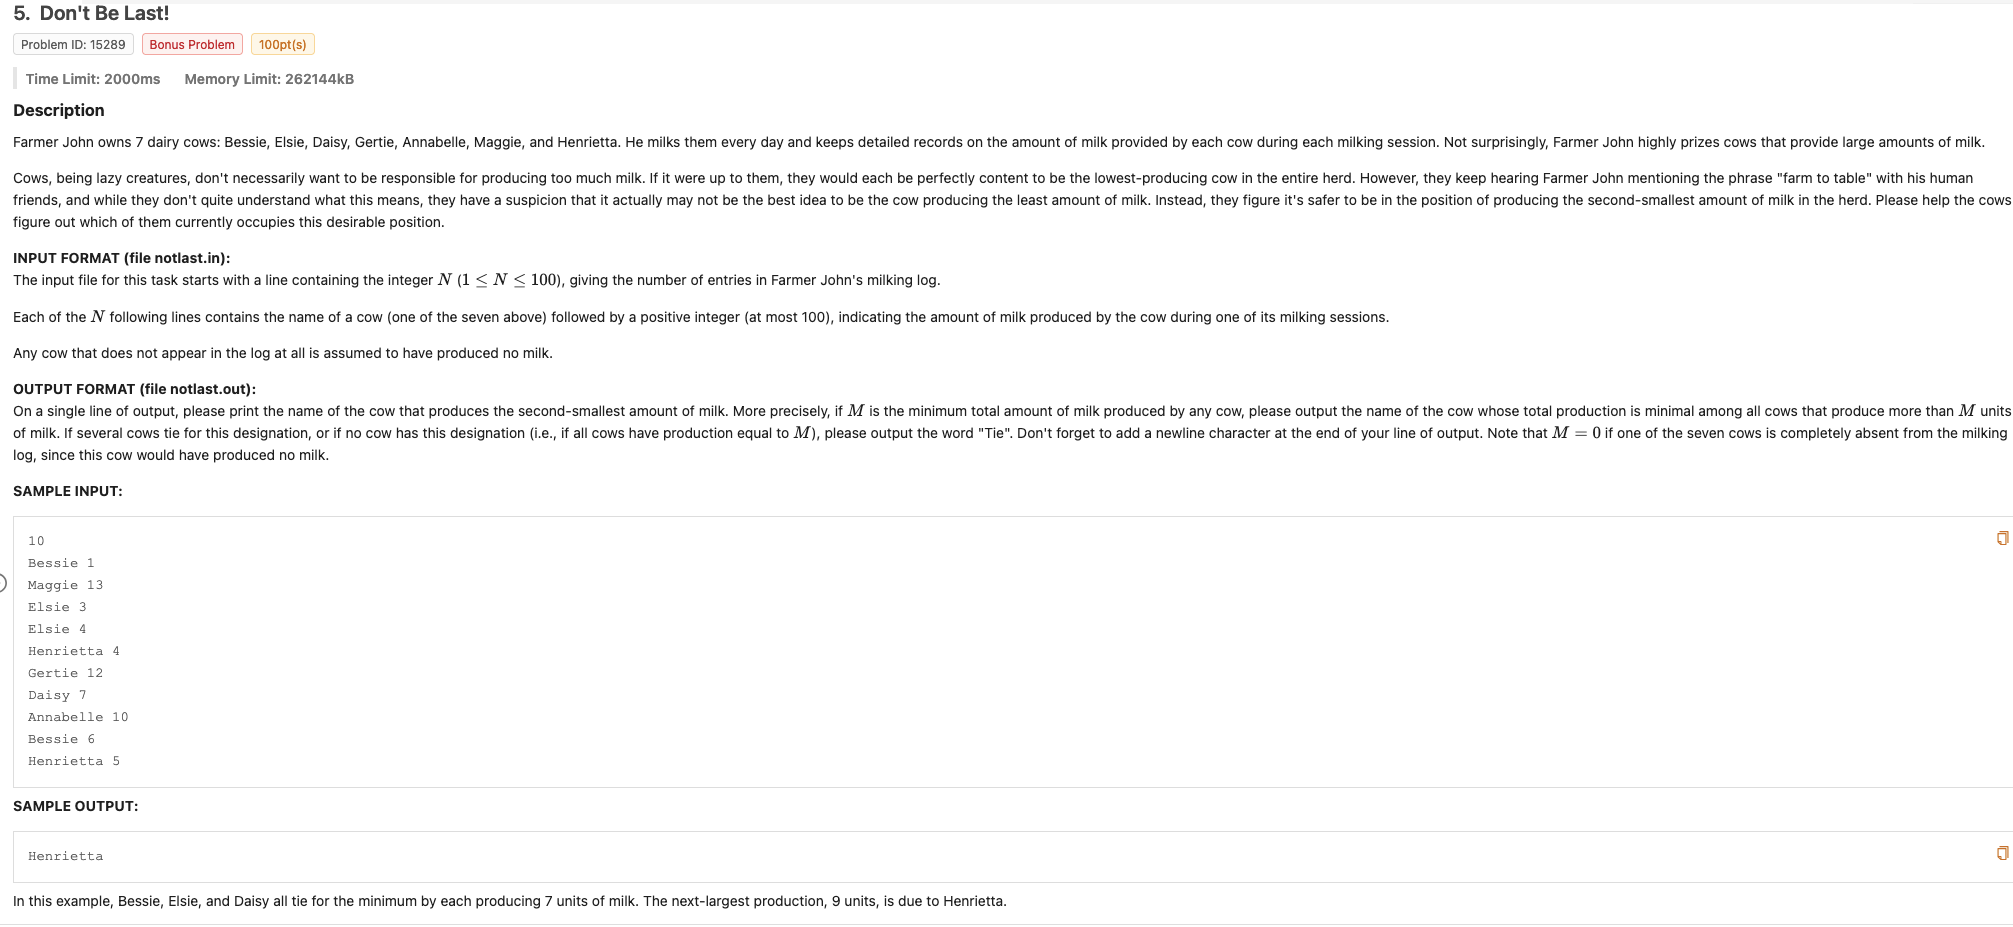 5. Don't Be Last!
Problem ID: 15289 Bonus Problem 100pt(s)
Time Limit: 2000ms Memory Limit: 262144kB
Description
Farmer John owns 7 dairy cows: Bessie, Elsie, Daisy, Gertie, Annabelle, Maggie, and Henrietta. He milks them every day and keeps detailed records on the amount of milk provided by each cow during each milking session. Not surprisingly, Farmer John highly prizes cows that provide large amounts of milk.
Cows, being lazy creatures, don't necessarily want to be responsible for producing too much milk. If it were up to them, they would each be perfectly content to be the lowest-producing cow in the entire herd. However, they keep hearing Farmer John mentioning the phrase "farm to table" with his human
friends, and while they don't quite understand what this means, they have a suspicion that it actually may not be the best idea to be the cow producing the least amount of milk. Instead, they figure it's safer to be in the position of producing the second-smallest amount of milk in the herd. Please help the cows
figure out which of them currently occupies this desirable position.
INPUT FORMAT (file notlast.in):
The input file for this task starts with a line containing the integer N (1 ≤ N ≤ 100), giving the number of entries in Farmer John's milking log.
Each of the N following lines contains the name of a cow (one of the seven above) followed by a positive integer (at most 100), indicating the amount of milk produced by the cow during one of its milking sessions.
Any cow that does not appear in the log at all is assumed to have produced no milk.
OUTPUT FORMAT (file notlast.out):
On a single line of output, please print the name of the cow that produces the second-smallest amount of milk. More precisely, if M is the minimum total amount of milk produced by any cow, please output the name of the cow whose total production is minimal among all cows that produce more than M units
of milk. If several cows tie for this designation, or if no cow has this designation (i.e., if all cows have production equal to M), please output the word "Tie". Don't forget to add a newline character at the end of your line of output. Note that M = 0 if one of the seven cows is completely absent from the milking
log, since this cow would have produced no milk.
SAMPLE INPUT:
10
Bessie 1
Maggie 13
Elsie 3
Elsie 4
Henrietta 4
Gertie 12
Daisy 7
Annabelle 10
Bessie 6
Henrietta 5
SAMPLE OUTPUT:
Henrietta
In this example, Bessie, Elsie, and Daisy all tie for the minimum by each producing 7 units of milk. The next-largest production, 9 units, is due to Henrietta.